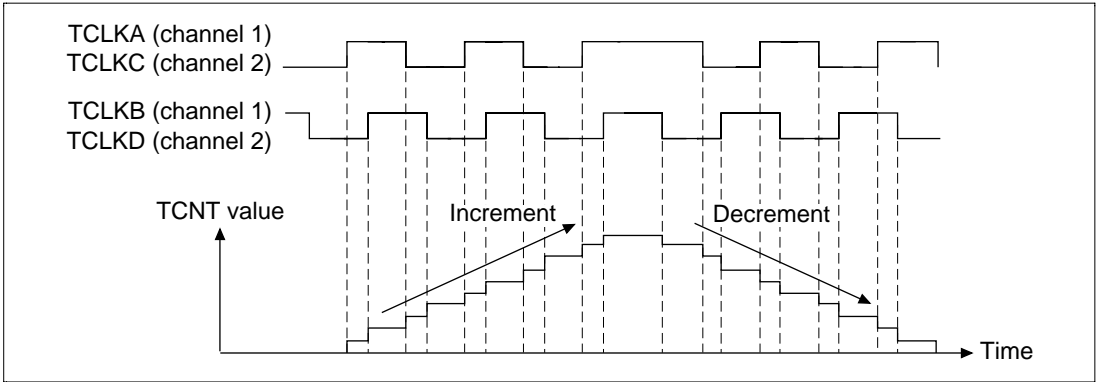 TCLKA (channel 1)
TCLKC (channel 2)
TCLKB (channel 1)
TCLKD (channel 2)
TCNT value
Increment
Decrement
Time